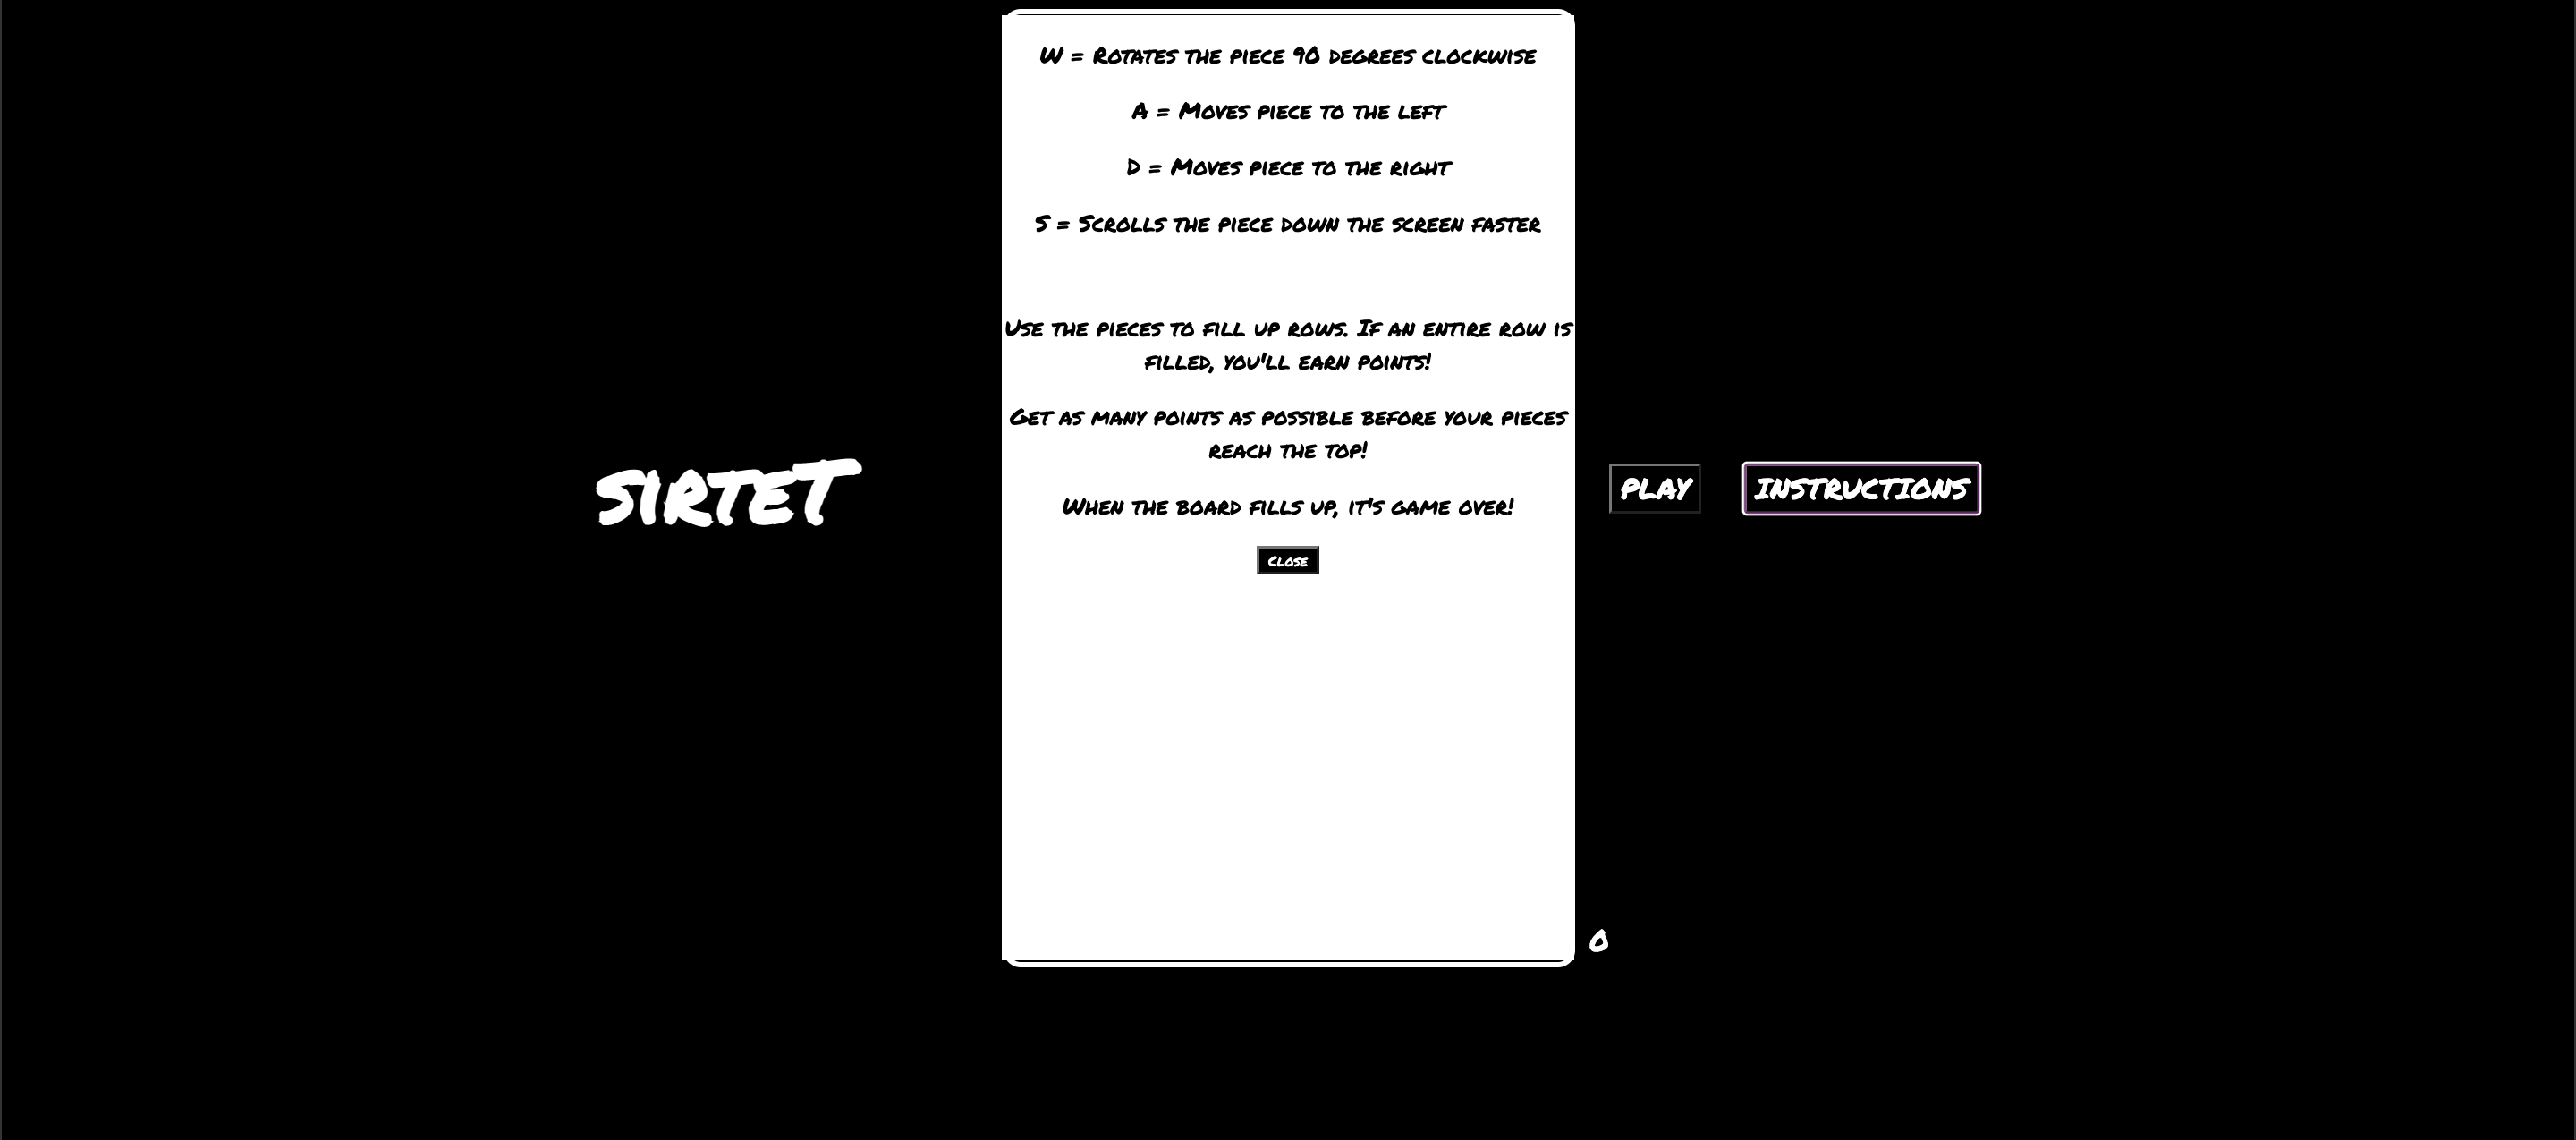 W = Rotates the piece 90 degrees clockwise
A = Moves piece to the left
D = Moves piece to the right
S = Scrolls the piece down the screen faster
Use the pieces to fill up rows. If an entire row is
filled, you'll earn points!
Get as many points as possible before your pieces
reach the top!
When the board fills up, it's game over!
Close
SIRTET
PLAY
INSTRUCTIONS
0